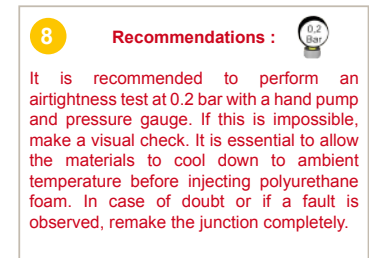 8
Recommendations :
0,2
Bar
It is recommended to perform an
airtightness test at 0.2 bar with a hand pump
and pressure gauge. If this is impossible,
make a visual check. It is essential to allow
the materials to cool down to ambient
temperature before injecting polyurethane
foam. In case of doubt or if a fault is
observed, remake the junction completely.